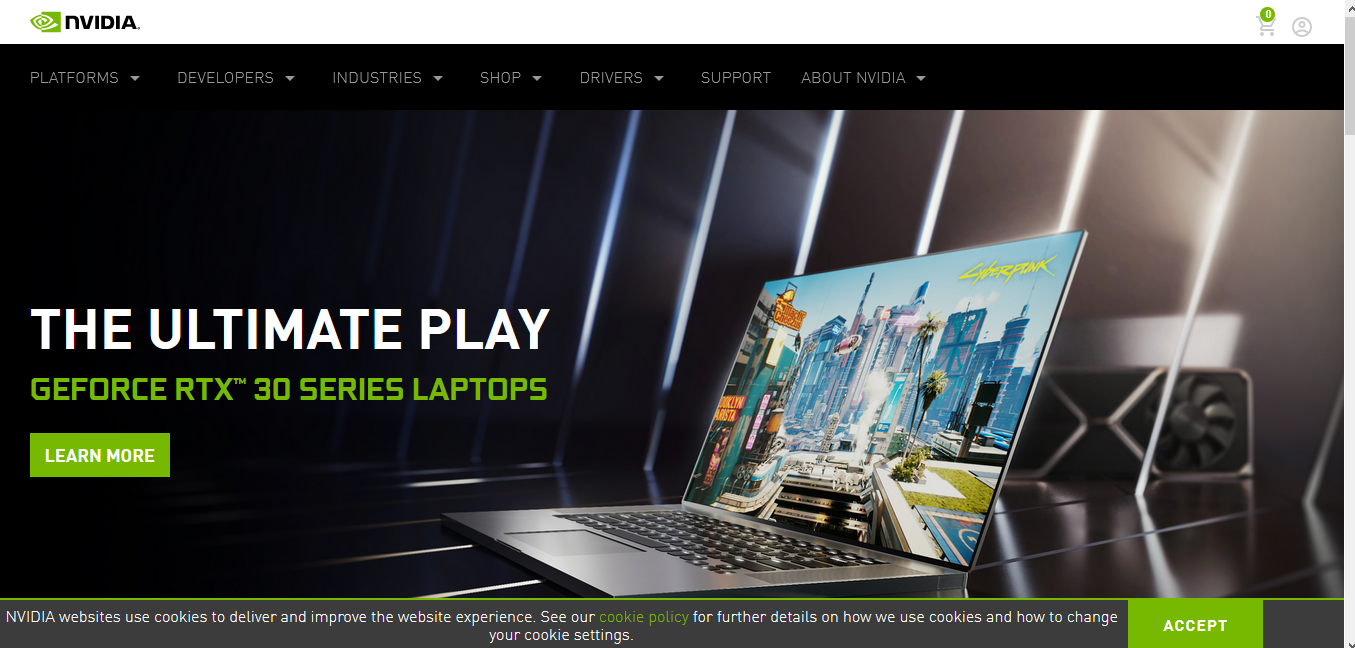 NVIDIA.
0
PLATFORMS DEVELOPERS INDUSTRIES SHOP DRIVERS SUPPORT ABOUT NVIDIA
CYBERPUNK
THE ULTIMATE PLAY
GEFORCE RTX™ 30 SERIES LAPTOPS
LEARN MORE
NVIDIA websites use cookies to deliver and improve the website experience. See our cookie policy for further details on how we use cookies and how to change
your cookie settings.
ACCEPT